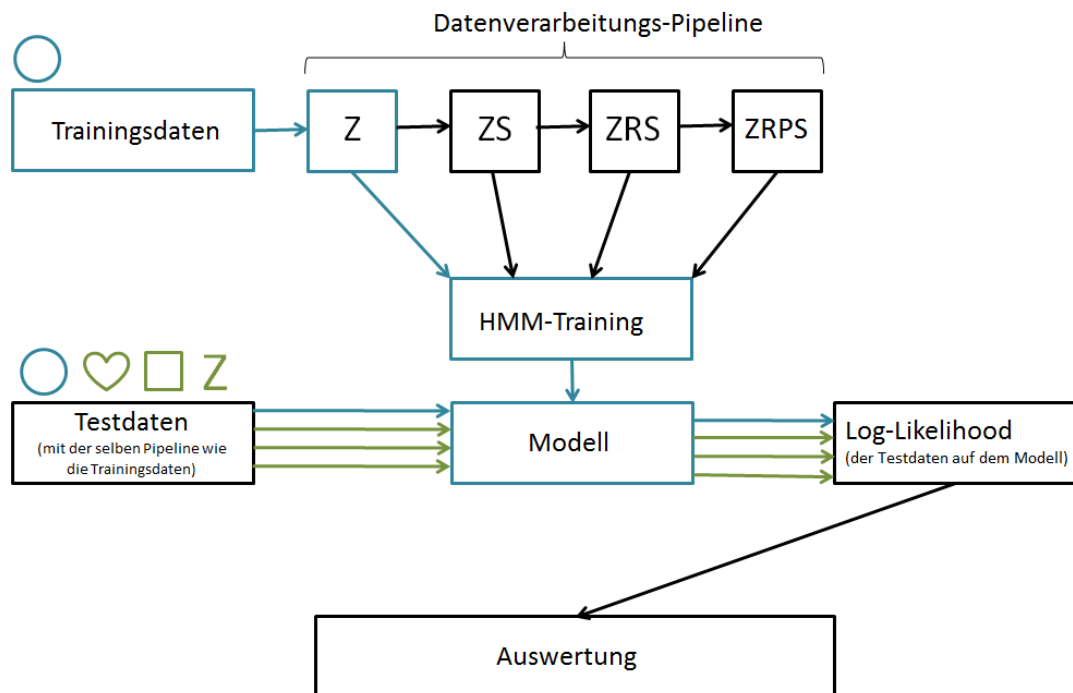 Datenverarbeitungs-Pipeline
Trainingsdaten
Z
ZS
ZRS
ZRPS
HMM-Training
Z
Testdaten
(mit der selben Pipeline wie
die Trainingsdaten)
Modell
Log-Likelihood
(der Testdaten auf dem Modell)
Auswertung